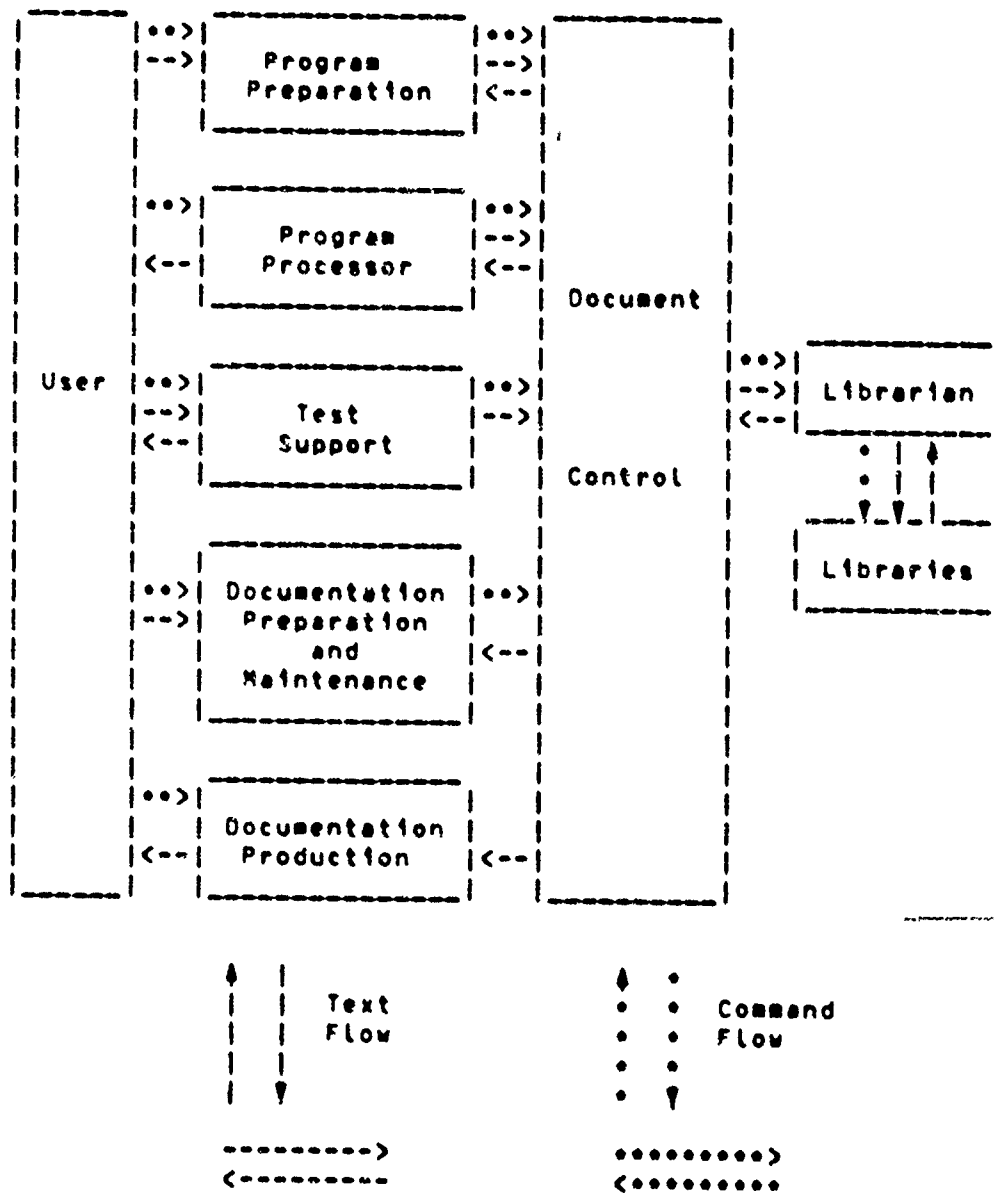 Program
Preparation
Program
Processor
Document
User
Test
Support
Librarian
Control
Libraries
Documentation
Preparation
and
Maintenance
Documentation
Production
Text
Flow
Command
Flow